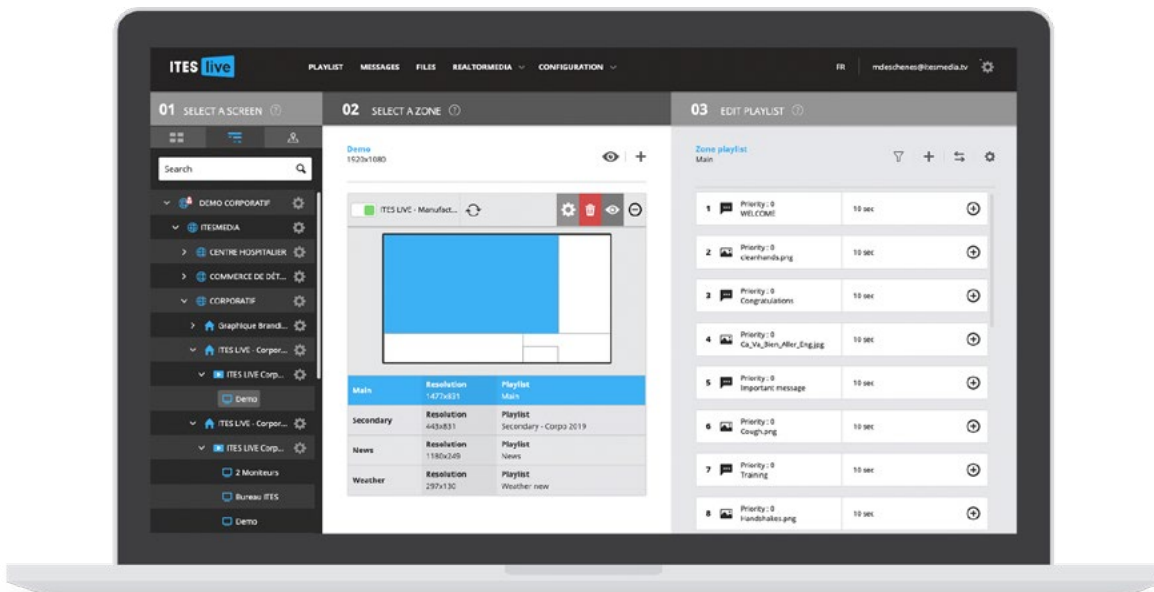 ITES live
PLAYLIST MESSAGES FILES REALTORMEDIA CONFIGURATION FR mdeschenes@itesmedia.tv
01 SELECT A SCREEN
Search
DEMO CORPORATIF
ITESMEDIA
CENTRE HOSPITALIER
COMMERCE DE DÉT...
CORPORATIF
Graphique Brandi...
ITES LIVE - Corpor...
ITES LIVE Corp...
Demo
ITES LIVE - Corpor...
ITES LIVE Corp...
2 Moniteurs
Bureau ITES
Demo
02 SELECT A ZONE
Demo
1920x1080
ITES LIVE - Manufact...
Main Resolution Playlist
1477x831 Main
Secondary Resolution Playlist
443x831 Secondary - Corpo 2019
News Resolution Playlist
1180x249 News
Weather Resolution Playlist
297x130 Weather new
03 EDIT PLAYLIST
Zone playlist
Main
1 Priority : 0 10 sec
WELCOME
2 Priority : 0 10 sec
cleanhands.png
3 Priority : 0 10 sec
Congratulations
4 Priority : 0 10 sec
Ca_Va_Bien_Aller_Eng.jpg
5 Priority : 0 10 sec
Important message
6 Priority : 0 10 sec
Cough.png
7 Priority : 0 10 sec
Training
8 Priority : 0 10 sec
Handshakes.png